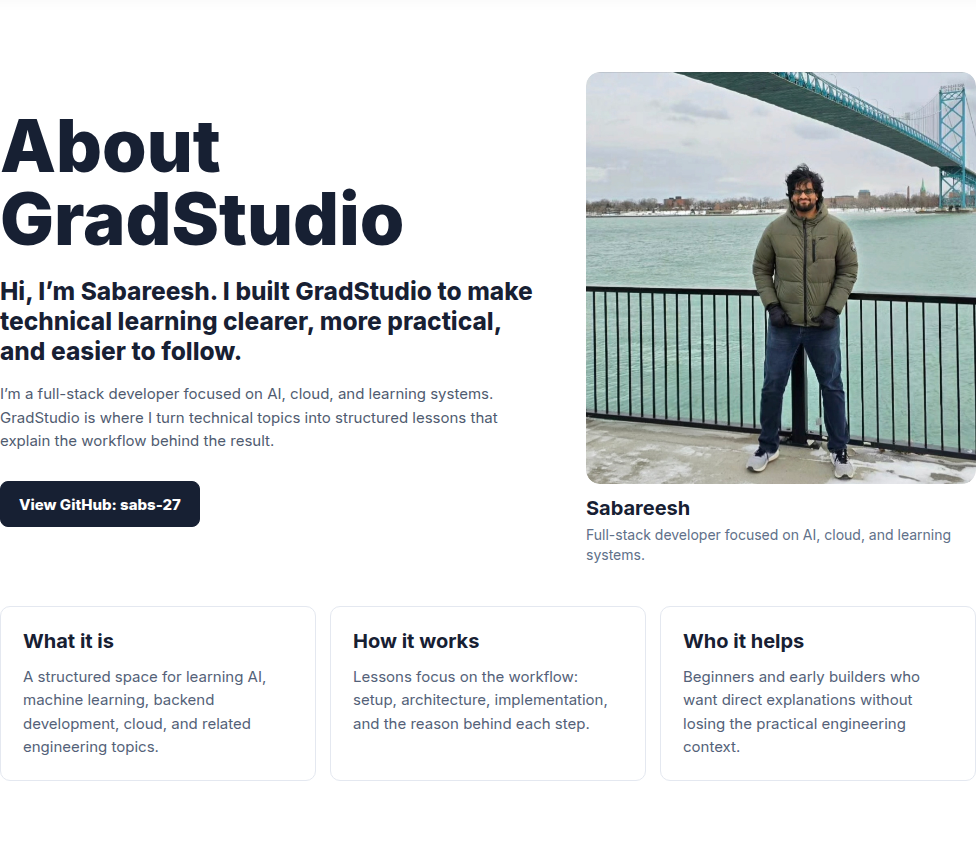 About
GradStudio
Hi, I’m Sabareesh. I built GradStudio to make
technical learning clearer, more practical,
and easier to follow.
I’m a full-stack developer focused on AI, cloud, and learning systems.
GradStudio is where I turn technical topics into structured lessons that
explain the workflow behind the result.
View GitHub: sabs-27
Sabareesh
Full-stack developer focused on AI, cloud, and learning
systems.
What it is
A structured space for learning AI,
machine learning, backend
development, cloud, and related
engineering topics.
How it works
Lessons focus on the workflow:
setup, architecture, implementation,
and the reason behind each step.
Who it helps
Beginners and early builders who
want direct explanations without
losing the practical engineering
context.